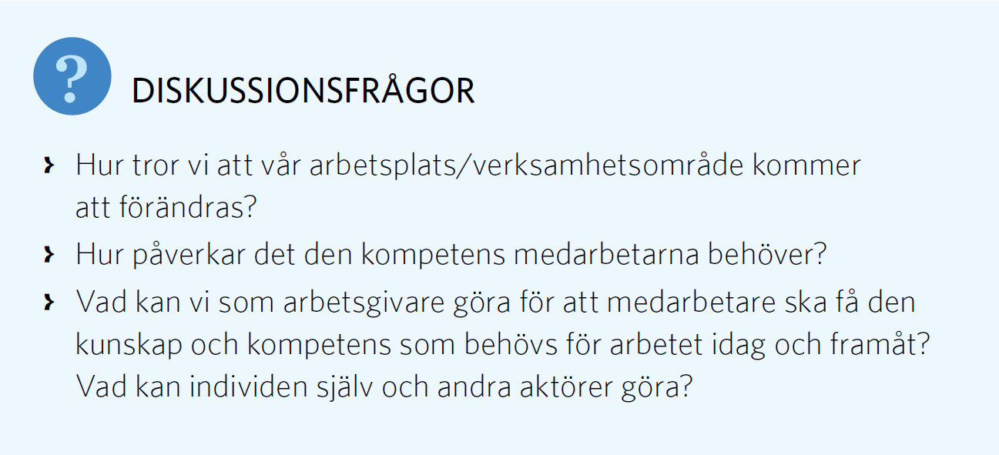 ?
DISKUSSIONSFRÅGOR
Hur tror vi att vår arbetsplats/verksamhetsområde kommer
att förändras?
Hur påverkar det den kompetens medarbetarna behöver?
Vad kan vi som arbetsgivare göra för att medarbetare ska få den
kunskap och kompetens som behövs för arbetet idag och framåt?
Vad kan individen själv och andra aktörer göra?